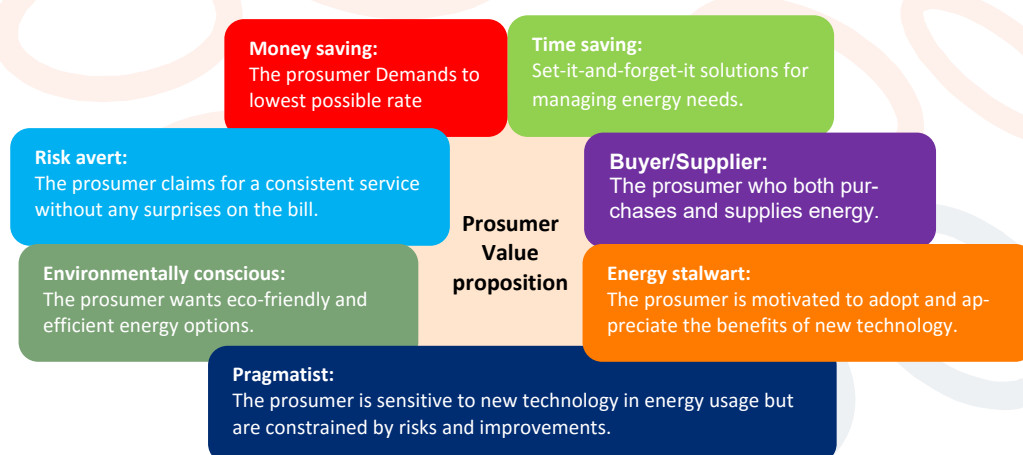 Money saving:
The prosumer Demands to
lowest possible rate
Time saving:
Set-it-and-forget-it solutions for
managing energy needs.
Risk avert:
The prosumer claims for a consistent service
without any surprises on the bill.
Buyer/Supplier:
The prosumer who both pur-
chases and supplies energy.
Prosumer
Value
proposition
Environmentally conscious:
The prosumer wants eco-friendly and
efficient energy options.
Energy stalwart:
The prosumer is motivated to adopt and ap-
preciate the benefits of new technology.
Pragmatist:
The prosumer is sensitive to new technology in energy usage but
are constrained by risks and improvements.